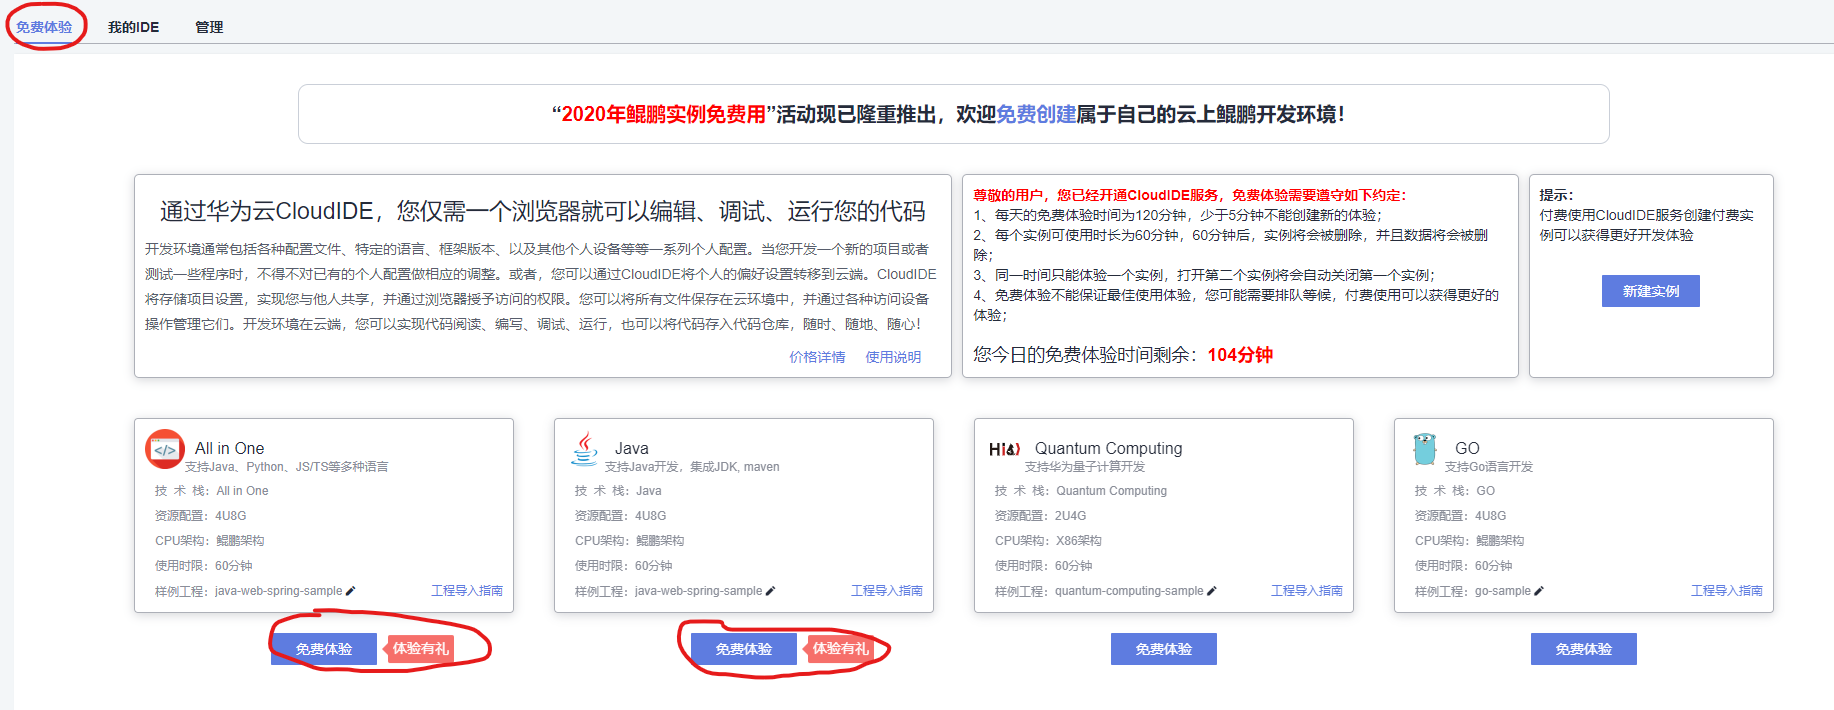 免费体验 我的IDE 管理
“2020年鲲鹏实例免费用”活动现已隆重推出，欢迎免费创建属于自己的云上鲲鹏开发环境！
通过华为云CloudIDE，您仅需一个浏览器就可以编辑、调试、运行您的代码
开发环境通常包括各种配置文件、特定的语言、框架版本、以及其他个人设备等等一系列个人配置。当您开发一个新的项目或者
测试一些程序时，不得不对已有的个人配置做相应的调整。或者，您可以通过CloudIDE将个人的偏好设置转移到云端。CloudIDE
将存储项目设置，实现您与他人共享，并通过浏览器授予访问的权限。您可以将所有文件保存在云环境中，并通过各种访问设备
操作管理它们。开发环境在云端，您可以实现代码阅读、编写、调试、运行，也可以将代码存入代码仓库，随时、随地、随心！
价格详情 使用说明
尊敬的用户，您已经开通CloudIDE服务，免费体验需要遵守如下约定：
1、每天的免费体验时间为120分钟，少于5分钟不能创建新的体验；
2、每个实例可使用时长为60分钟，60分钟后，实例将会被删除，并且数据将会被删
除；
3、同一时间只能体验一个实例，打开第二个实例将会自动关闭第一个实例；
4、免费体验不能保证最佳使用体验，您可能需要排队等候，付费使用可以获得更好的
体验；
您今日的免费体验时间剩余：104分钟
提示：
付费使用CloudIDE服务创建付费实
例可以获得更好开发体验
新建实例
All in One
支持Java、Python、JS/TS等多种语言
技 术 栈：All in One
资源配置：4U8G
CPU架构：鲲鹏架构
使用时限：60分钟
样例工程：java-web-spring-sample 工程导入指南
免费体验 体验有礼
Java
支持Java开发，集成JDK, maven
技 术 栈：Java
资源配置：4U8G
CPU架构：鲲鹏架构
使用时限：60分钟
样例工程：java-web-spring-sample 工程导入指南
免费体验 体验有礼
HiQ
Quantum Computing
支持华为量子计算开发
技 术 栈：Quantum Computing
资源配置：2U4G
CPU架构：X86架构
使用时限：60分钟
样例工程：quantum-computing-sample 工程导入指南
免费体验
GO
支持Go语言开发
技 术 栈：GO
资源配置：4U8G
CPU架构：鲲鹏架构
使用时限：60分钟
样例工程：go-sample 工程导入指南
免费体验